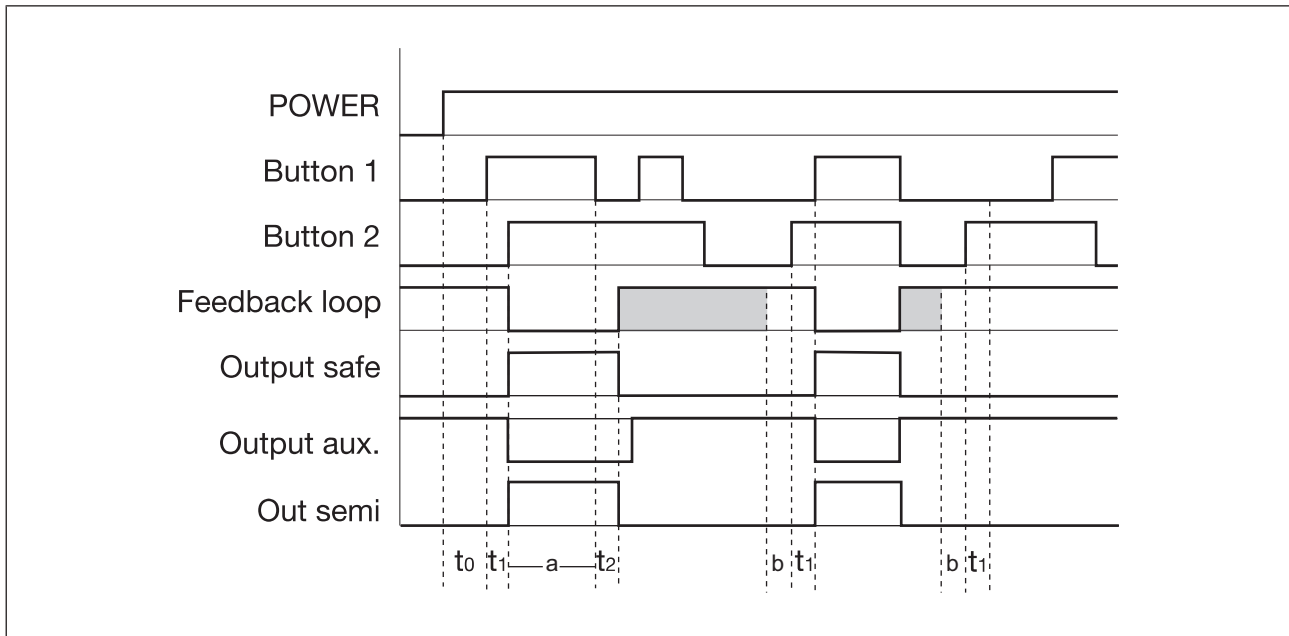 POWER
Button 1
Button 2
Feedback loop
Output safe
Output aux.
Out semi
t0 t1 a t2 b t1 b t1